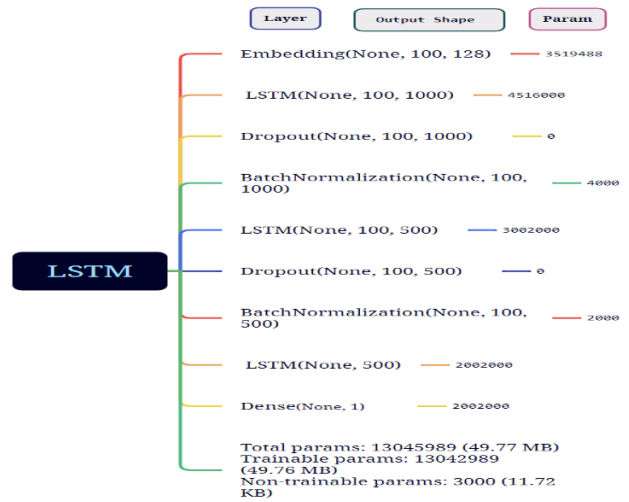 Layer Output Shape Param
Embedding(None, 100, 128) 3519488
LSTM(None, 100, 1000) 4516000
Dropout(None, 100, 1000) 0
BatchNormalization(None, 100,
1000) 4000
LSTM(None, 100, 500) 3002000
LSTM
Dropout(None, 100, 500) 0
BatchNormalization(None, 100,
500) 2000
LSTM(None, 500) 2002000
Dense(None, 1) 2002000
Total params: 13045989 (49.77 MB)
Trainable params: 13042989
(49.76 MB)
Non-trainable params: 3000 (11.72
KB)